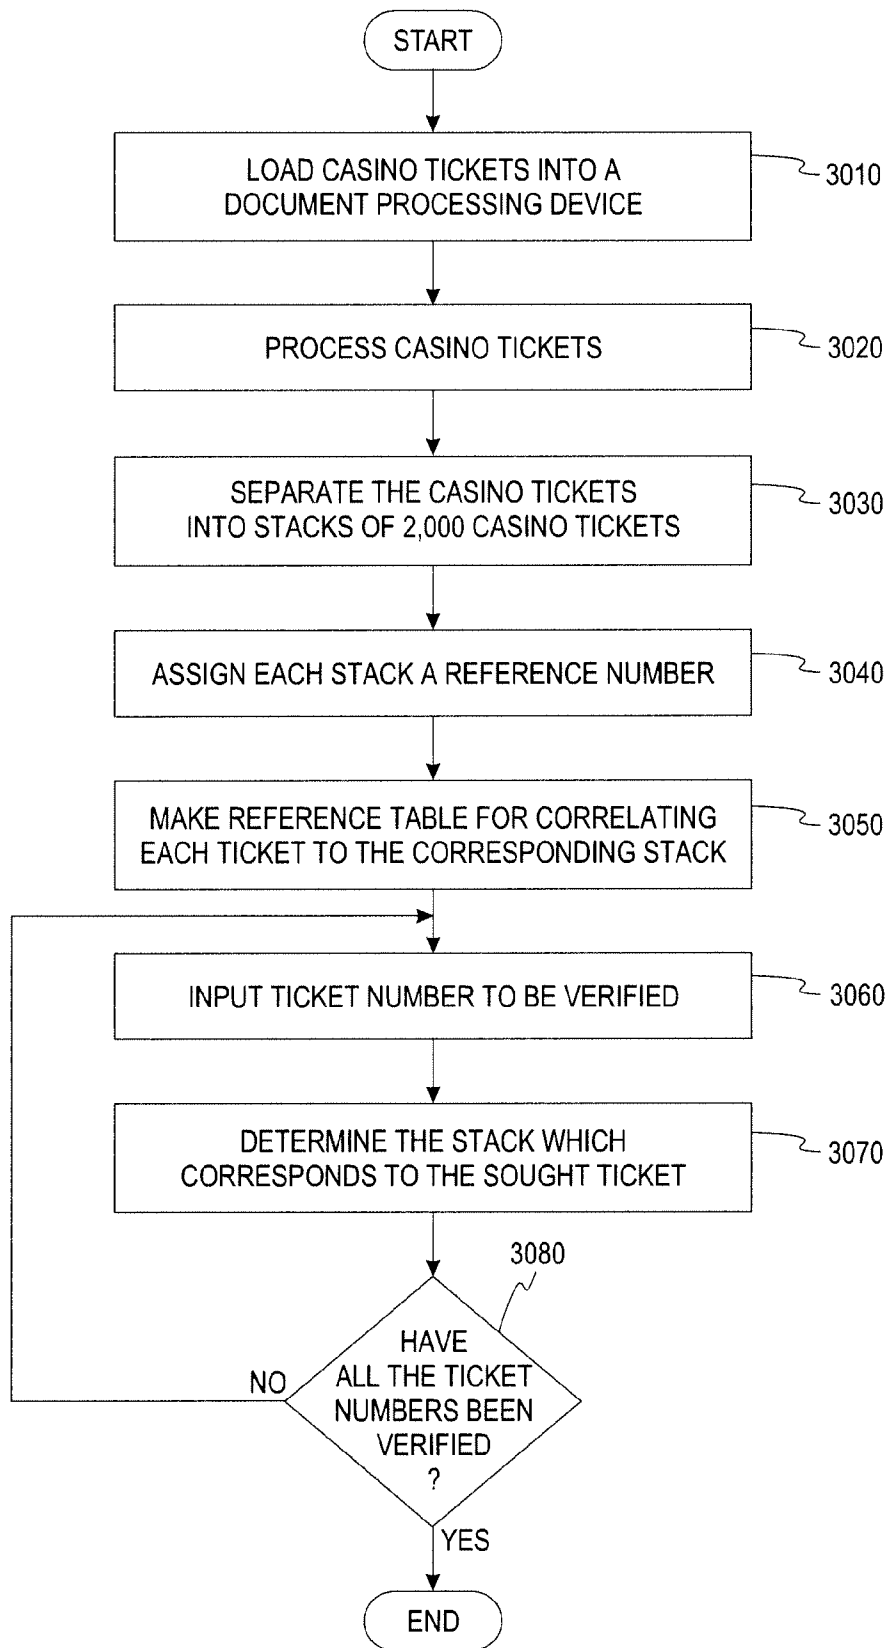 START
LOAD CASINO TICKETS INTO A
DOCUMENT PROCESSING DEVICE
3010
PROCESS CASINO TICKETS
3020
SEPARATE THE CASINO TICKETS
INTO STACKS OF 2,000 CASINO TICKETS
3030
ASSIGN EACH STACK A REFERENCE NUMBER
3040
MAKE REFERENCE TABLE FOR CORRELATING
EACH TICKET TO THE CORRESPONDING STACK
3050
INPUT TICKET NUMBER TO BE VERIFIED
3060
DETERMINE THE STACK WHICH
CORRESPONDS TO THE SOUGHT TICKET
3070
3080
HAVE
ALL THE TICKET
NUMBERS BEEN
VERIFIED
?
NO
YES
END